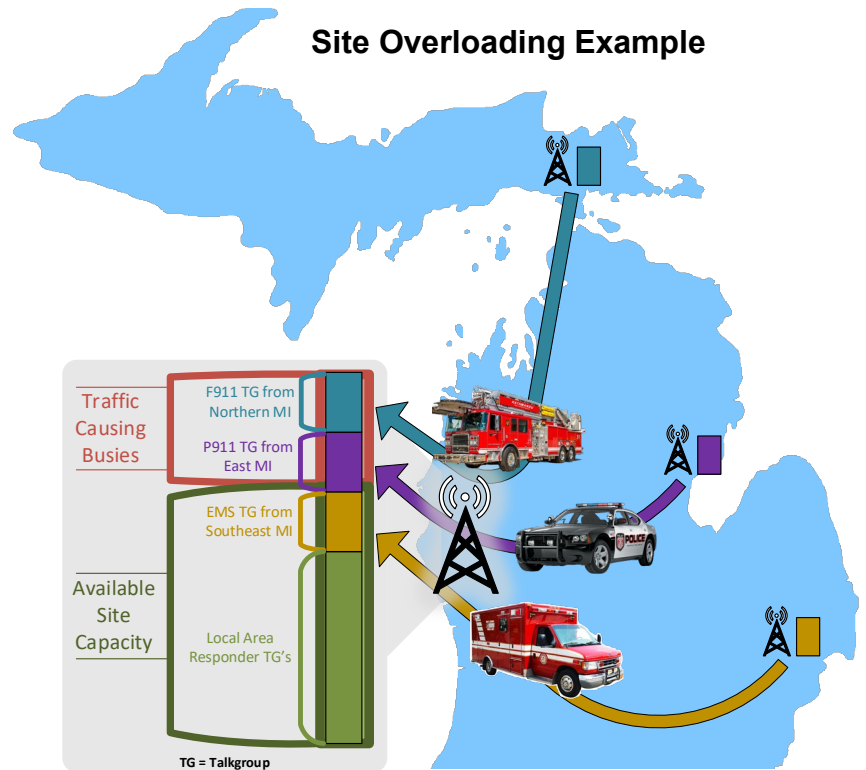 Site Overloading Example
Traffic
Causing
Busies
F911 TG from
Northern MI
P911 TG from
East MI
EMS TG from
Southeast MI
Available
Site
Capacity
Local Area
Responder TG's
TG = Talkgroup
POLICE